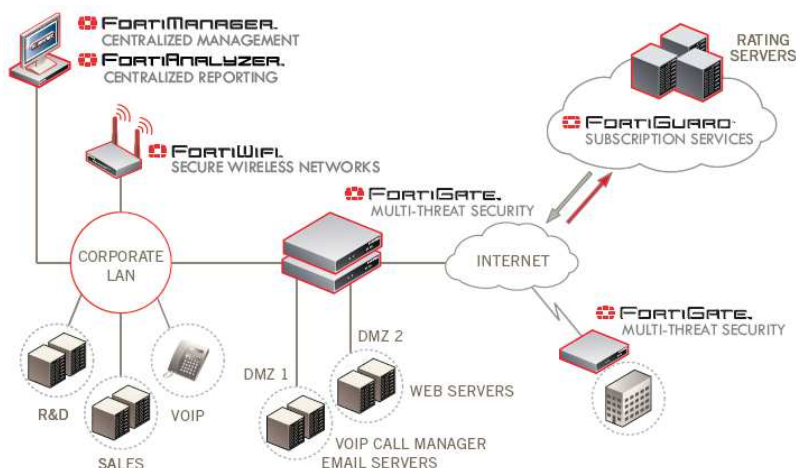 FORTIMANAGER
CENTRALIZED MANAGEMENT
FORTIANALYZER
CENTRALIZED REPORTING
RATING
SERVERS
FORTIGUARD
SUBSCRIPTION SERVICES
FORTIWIFI
SECURE WIRELESS NETWORKS
FORTIGATE
MULTI-THREAT SECURITY
CORPORATE
LAN
INTERNET
FORTIGATE
MULTI-THREAT SECURITY
DMZ 2
DMZ 1
R&D
VOIP
WEB SERVERS
SALES
VOIP CALL MANAGER
EMAIL SERVERS